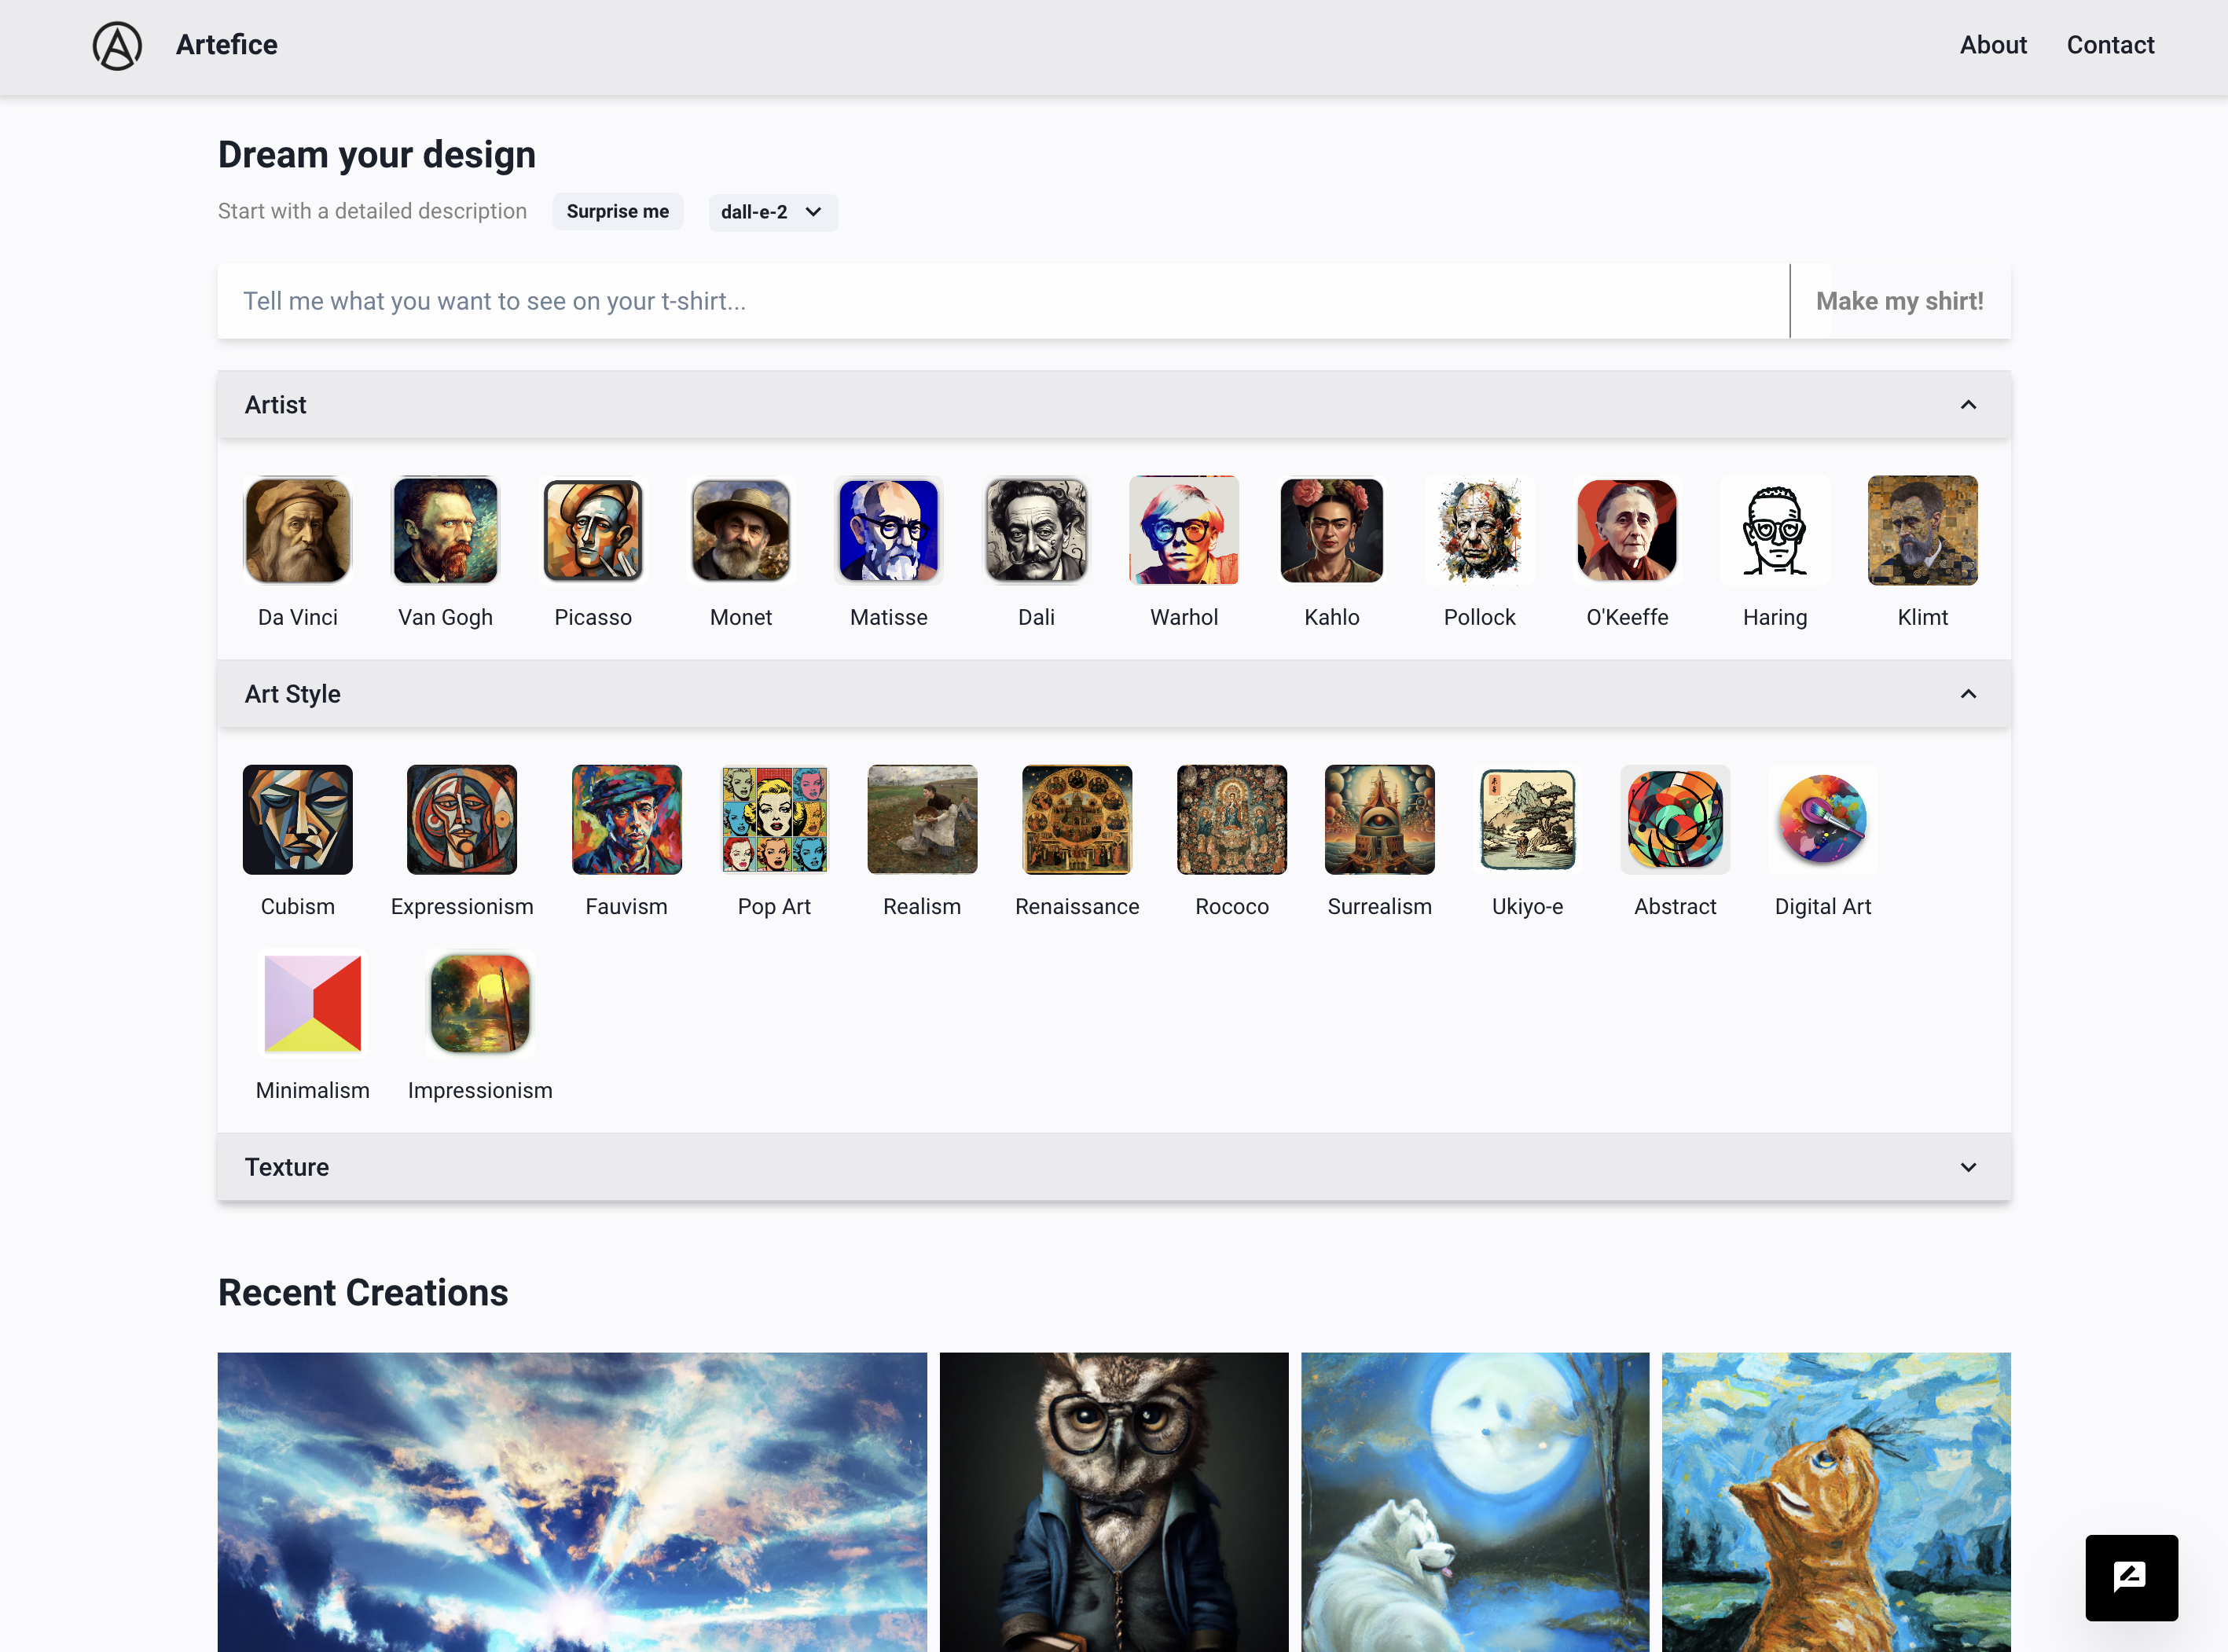 Artefice
About Contact
Dream your design
Start with a detailed description Surprise me dall-e-2
Tell me what you want to see on your t-shirt... Make my shirt!
Artist
Da Vinci Van Gogh Picasso Monet Matisse Dali Warhol Kahlo Pollock O'Keeffe Haring Klimt
Art Style
Cubism Expressionism Fauvism Pop Art Realism Renaissance Rococo Surrealism Ukiyo-e Abstract Digital Art
Minimalism Impressionism
Texture
Recent Creations